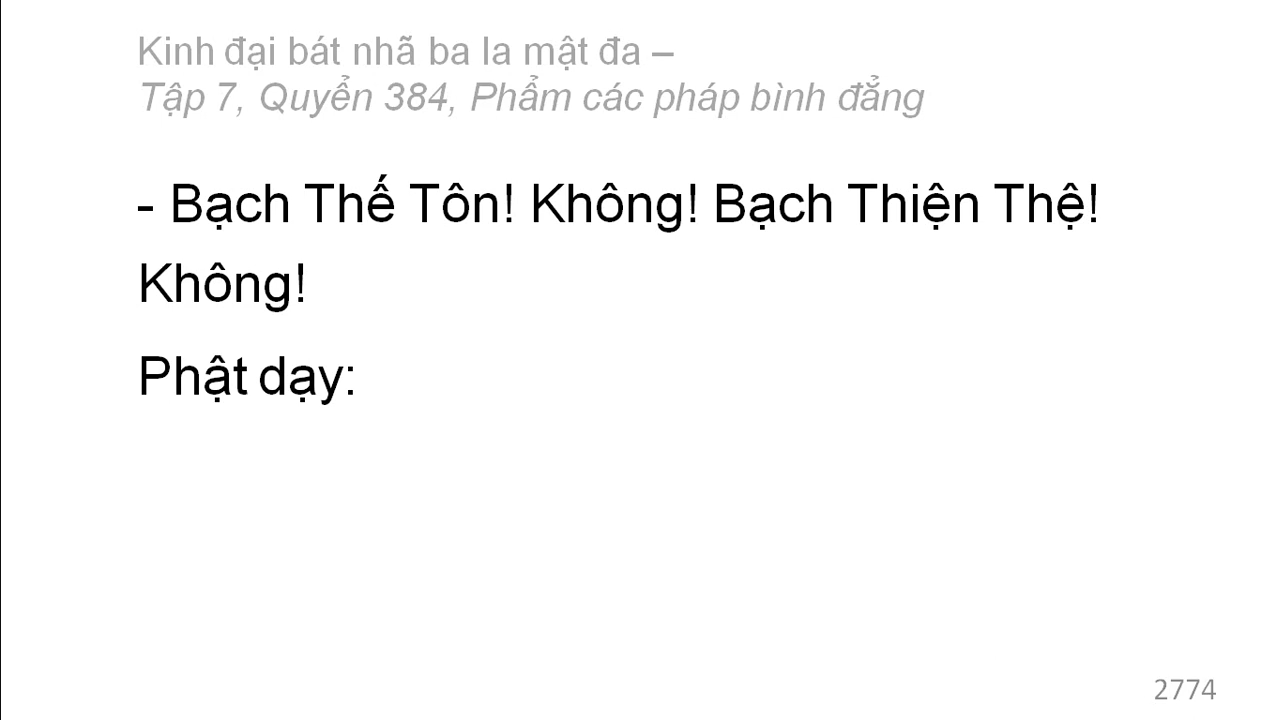 Kinh đại bát nhã ba la mật đa –
Tập 7, Quyển 384, Phẩm các pháp bình đẳng
- Bạch Thế Tôn! Không! Bạch Thiện Thệ!
Không!
Phật dạy:
2774